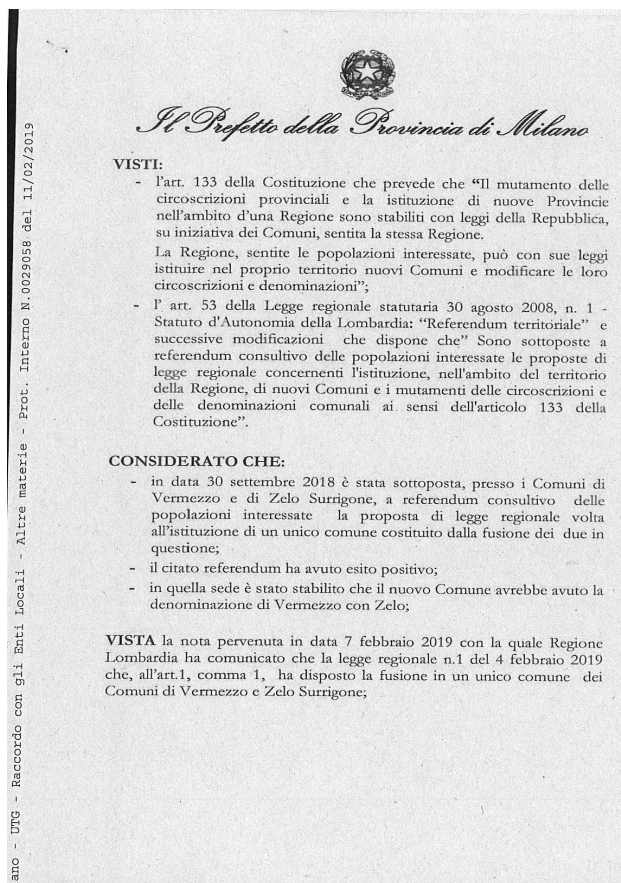 Il Prefetto della Provincia di Milano
VISTI:
- l'art. 133 della Costituzione che prevede che “Il mutamento delle
circoscrizioni provinciali e la istituzione di nuove Provincie
nell'ambito d'una Regione sono stabiliti con leggi della Repubblica,
su iniziativa dei Comuni, sentita la stessa Regione.
La Regione, sentite le popolazioni interessate, può con sue leggi
istituire nel proprio territorio nuovi Comuni e modificare le loro
circoscrizioni e denominazioni”;
- l' art. 53 della Legge regionale statutaria 30 agosto 2008, n. 1 -
Statuto d'Autonomia della Lombardia: “Referendum territoriale” e
successive modificazioni che dispone che” Sono sottoposte a
referendum consultivo delle popolazioni interessate le proposte di
legge regionale concernenti l'istituzione, nell'ambito del territorio
della Regione, di nuovi Comuni e i mutamenti delle circoscrizioni e
delle denominazioni comunali ai sensi dell'articolo 133 della
Costituzione”.
CONSIDERATO CHE:
- in data 30 settembre 2018 è stata sottoposta, presso i Comuni di
Vermezzo e di Zelo Surrigone, a referendum consultivo delle
popolazioni interessate la proposta di legge regionale volta
all'istituzione di un unico comune costituito dalla fusione dei due in
questione;
- il citato referendum ha avuto esito positivo;
- in quella sede è stato stabilito che il nuovo Comune avrebbe avuto la
denominazione di Vermezzo con Zelo;
VISTA la nota pervenuta in data 7 febbraio 2019 con la quale Regione
Lombardia ha comunicato che la legge regionale n.1 del 4 febbraio 2019
che, all'art.1, comma 1, ha disposto la fusione in un unico comune dei
Comuni di Vermezzo e Zelo Surrigone;
ano - UTG - Raccordo con gli Enti Locali - Altre materie - Prot. Interno N.0029058 del 11/02/2019